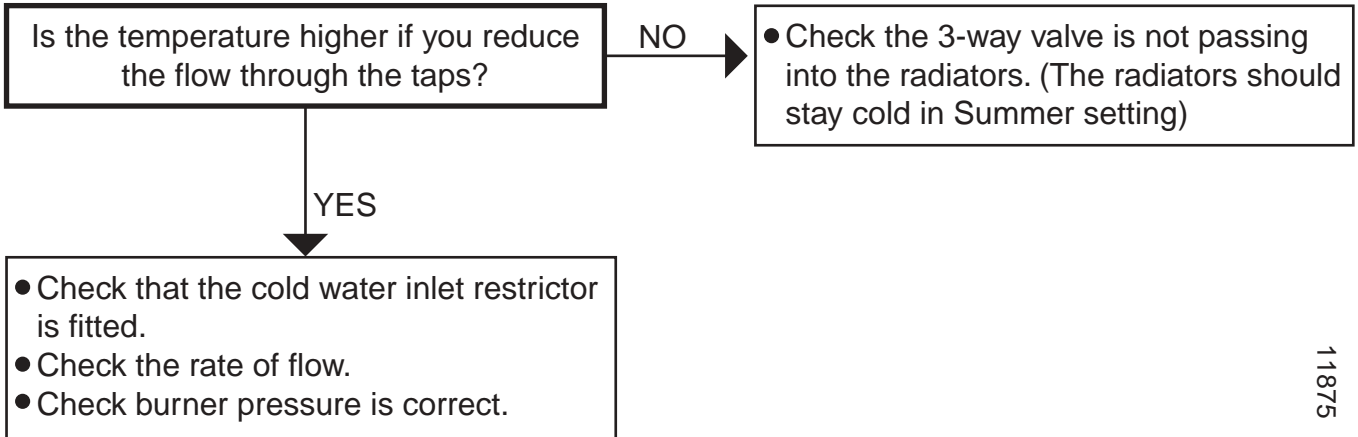 Is the temperature higher if you reduce
the flow through the taps?
NO
● Check the 3-way valve is not passing
into the radiators. (The radiators should
stay cold in Summer setting)
YES
● Check that the cold water inlet restrictor
is fitted.
● Check the rate of flow.
● Check burner pressure is correct.
11875